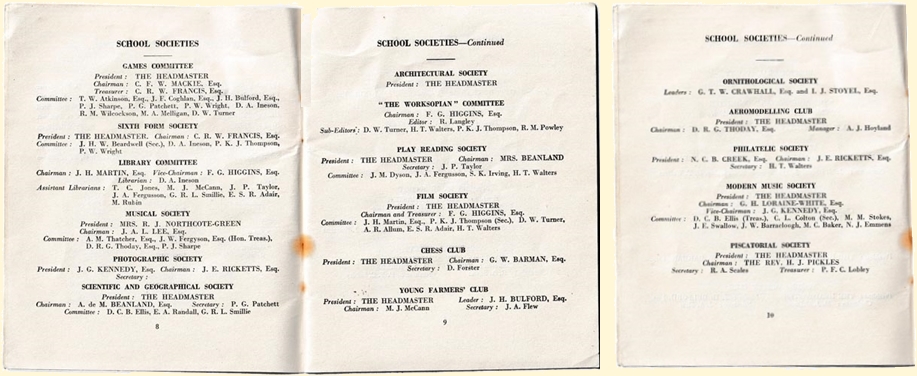 SCHOOL SOCIETIES
GAMES COMMITTEE
President : THE HEADMASTER
Chairman : C. F. W. MACKIE, Esq.
Treasurer : C. R. W. FRANCIS, Esq.
Committee : T. W. Atkinson, Esq., J. F. Coghlan, Esq., J. H. Bulford, Esq.,
P. J. Sharpe, P. G. Patchett, P. W. Wright, D. A. Ineson,
R. M. Wilcockson, M. A. Melligan, D. W. Turner.
SIXTH FORM SOCIETY
President : THE HEADMASTER. Chairman : C. R. W. FRANCIS, Esq.
Committee : J. H. W. Beardwell (Sec.), D. A. Ineson, P. K. J. Thompson,
P. W. Wright
LIBRARY COMMITTEE
Chairman : J. H. MARTIN, Esq. Vice-Chairman : F. G. HIGGINS, Esq.
Librarian : D. A. Ineson
Assistant Librarians : T. C. Jones, M. J. McCann, J. P. Taylor,
J. A. Fergusson, G. R. L. Smillie, E. S. R. Adair,
M. Rubin
MUSICAL SOCIETY
President : MRS. R. J. NORTHCOTE-GREEN
Chairman : J. A. L. LEE, Esq.
Committee : A. M. Thatcher, Esq., J. W. Fergyson, Esq. (Hon. Treas.),
D. R. G. Thoday, Esq., P. J. Sharpe
PHOTOGRAPHIC SOCIETY
President : J. G. KENNEDY, Esq. Chairman : J. E. RICKETTS, Esq.
Secretary :
SCIENTIFIC AND GEOGRAPHICAL SOCIETY
President : THE HEADMASTER
Chairman : A. de M. BEANLAND, Esq. Secretary : P. G. Patchett
Committee : D. C. B. Ellis, E. A. Randall, G. R. L. Smillie
8
SCHOOL SOCIETIES—Continued
ARCHITECTURAL SOCIETY
President : THE HEADMASTER
"THE WORKSOPIAN" COMMITTEE
Chairman : F. G. HIGGINS, Esq.
Editor : R. Langley
Sub-Editors : D. W. Turner, H. T. Walters, P. K. J. Thompson, R. M. Powley
PLAY READING SOCIETY
President : THE HEADMASTER Chairman : MRS. BEANLAND
Secretary : J. P. Taylor
Committee : J. M. Dyson, J. A. Fergusson, S. K. Irving, H. T. Walters
FILM SOCIETY
President : THE HEADMASTER
Chairman and Treasurer : F. G. HIGGINS, Esq.
Committee : J. H. Martin, Esq., P. K. J. Thompson (Sec.), D. W. Turner,
A. R. Allum, E. S. R. Adair, H. T. Walters
CHESS CLUB
President : THE HEADMASTER Chairman : G. W. BARMAN, Esq.
Secretary : D. Forster
YOUNG FARMERS' CLUB
President : THE HEADMASTER Leader : J. H. BULFORD, Esq.
Chairman : M. J. McCann Secretary : J. A. Flew
9
SCHOOL SOCIETIES—Continued
ORNITHOLOGICAL SOCIETY
Leaders : G. T. W. CRAWHALL, Esq. and I. J. STOYEL, Esq.
AEROMODELLING CLUB
President : THE HEADMASTER
Chairman : D. R. G. THODAY, Esq. Manager : A. J. Hoyland
PHILATELIC SOCIETY
President : N. C. B. CREEK, Esq. Chairman : J. E. RICKETTS, Esq.
Secretary : H. T. Walters
MODERN MUSIC SOCIETY
President : THE HEADMASTER
Chairman : G. H. LORAINE-WHITE, Esq.
Vice-Chairman : J. G. KENNEDY, Esq.
Committee : D. C. B. Ellis (Treas.), C. L. Colton (Sec.), M. M. Stokes,
J. E. Swallow, J. W. Barraclough, M. C. Baker, N. J. Emmens
PISCATORIAL SOCIETY
President : THE HEADMASTER
Chairman : THE REV. H. J. PICKLES
Secretary : R. A. Scales Treasurer : P. F. C. Lobley
10